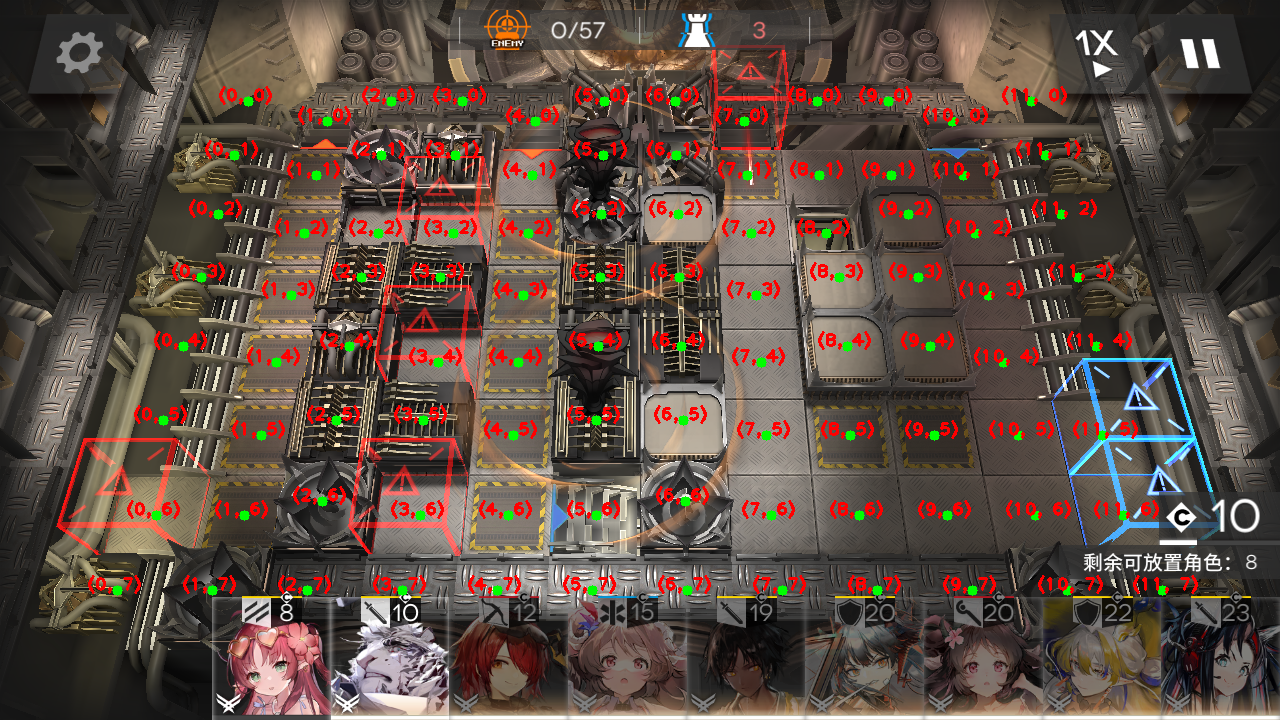 ENEMY 0/57 3 1X
(0, 0) (1, 0) (2, 0) (3, 0) (4, 0) (5, 0) (6, 0) (7, 0) (8, 0) (9, 0) (10, 0) (11, 0)
(0, 1) (1, 1) (2, 1) (3, 1) (4, 1) (5, 1) (6, 1) (7, 1) (8, 1) (9, 1) (10, 1) (11, 1)
(0, 2) (1, 2) (2, 2) (3, 2) (4, 2) (5, 2) (6, 2) (7, 2) (8, 2) (9, 2) (10, 2) (11, 2)
(0, 3) (1, 3) (2, 3) (3, 3) (4, 3) (5, 3) (6, 3) (7, 3) (8, 3) (9, 3) (10, 3) (11, 3)
(0, 4) (1, 4) (2, 4) (3, 4) (4, 4) (5, 4) (6, 4) (7, 4) (8, 4) (9, 4) (10, 4) (11, 4)
(0, 5) (1, 5) (2, 5) (3, 5) (4, 5) (5, 5) (6, 5) (7, 5) (8, 5) (9, 5) (10, 5) (11, 5)
(0, 6) (1, 6) (2, 6) (3, 6) (4, 6) (5, 6) (6, 6) (7, 6) (8, 6) (9, 6) (10, 6) (11, 6)
C 10
剩余可放置角色：8
(0, 7) (1, 7) (2, 7) (3, 7) (4, 7) (5, 7) (6, 7) (7, 7) (8, 7) (9, 7) (10, 7) (11, 7)
8 10 12 15 19 20 20 22 23